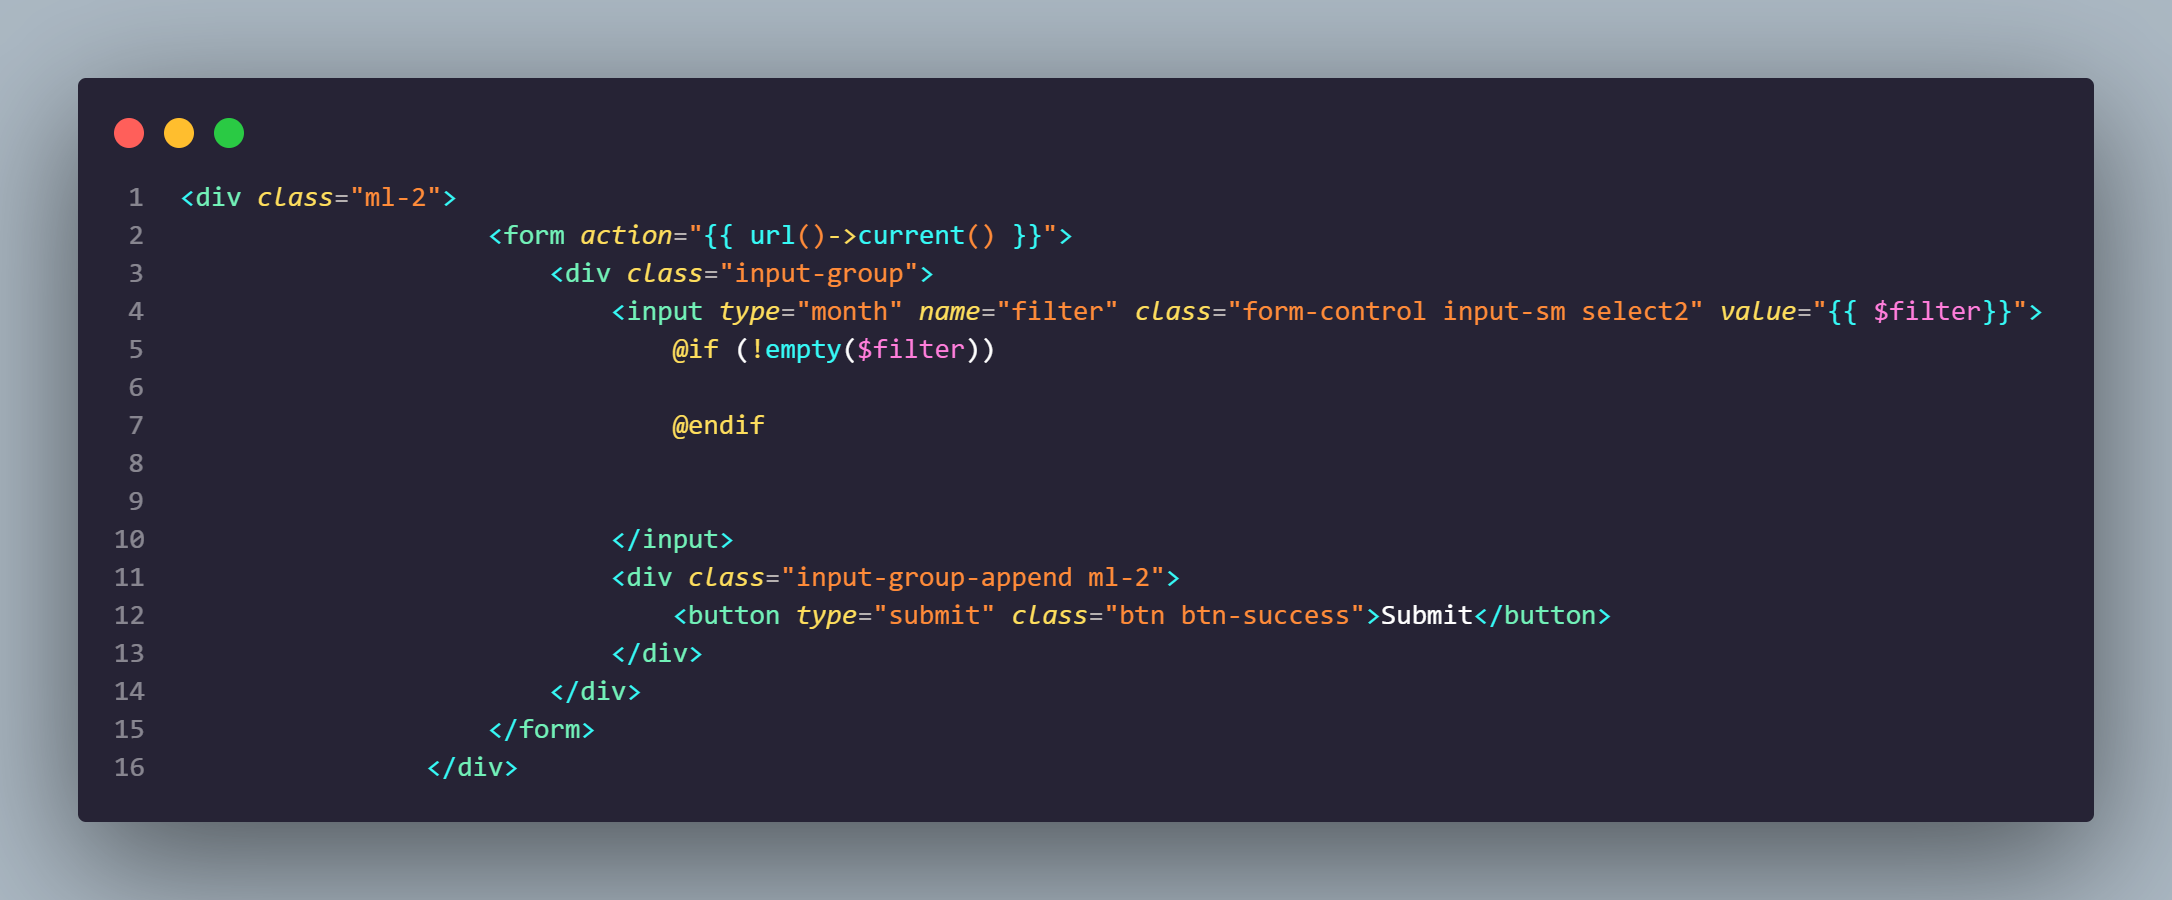 1 <div class="ml-2">
2 <form action="{{ url()->current() }}">
3 <div class="input-group">
4 <input type="month" name="filter" class="form-control input-sm select2" value="{{ $filter}}">
5 @if (!empty($filter))
6
7 @endif
8
9
10 </input>
11 <div class="input-group-append ml-2">
12 <button type="submit" class="btn btn-success">Submit</button>
13 </div>
14 </div>
15 </form>
16 </div>